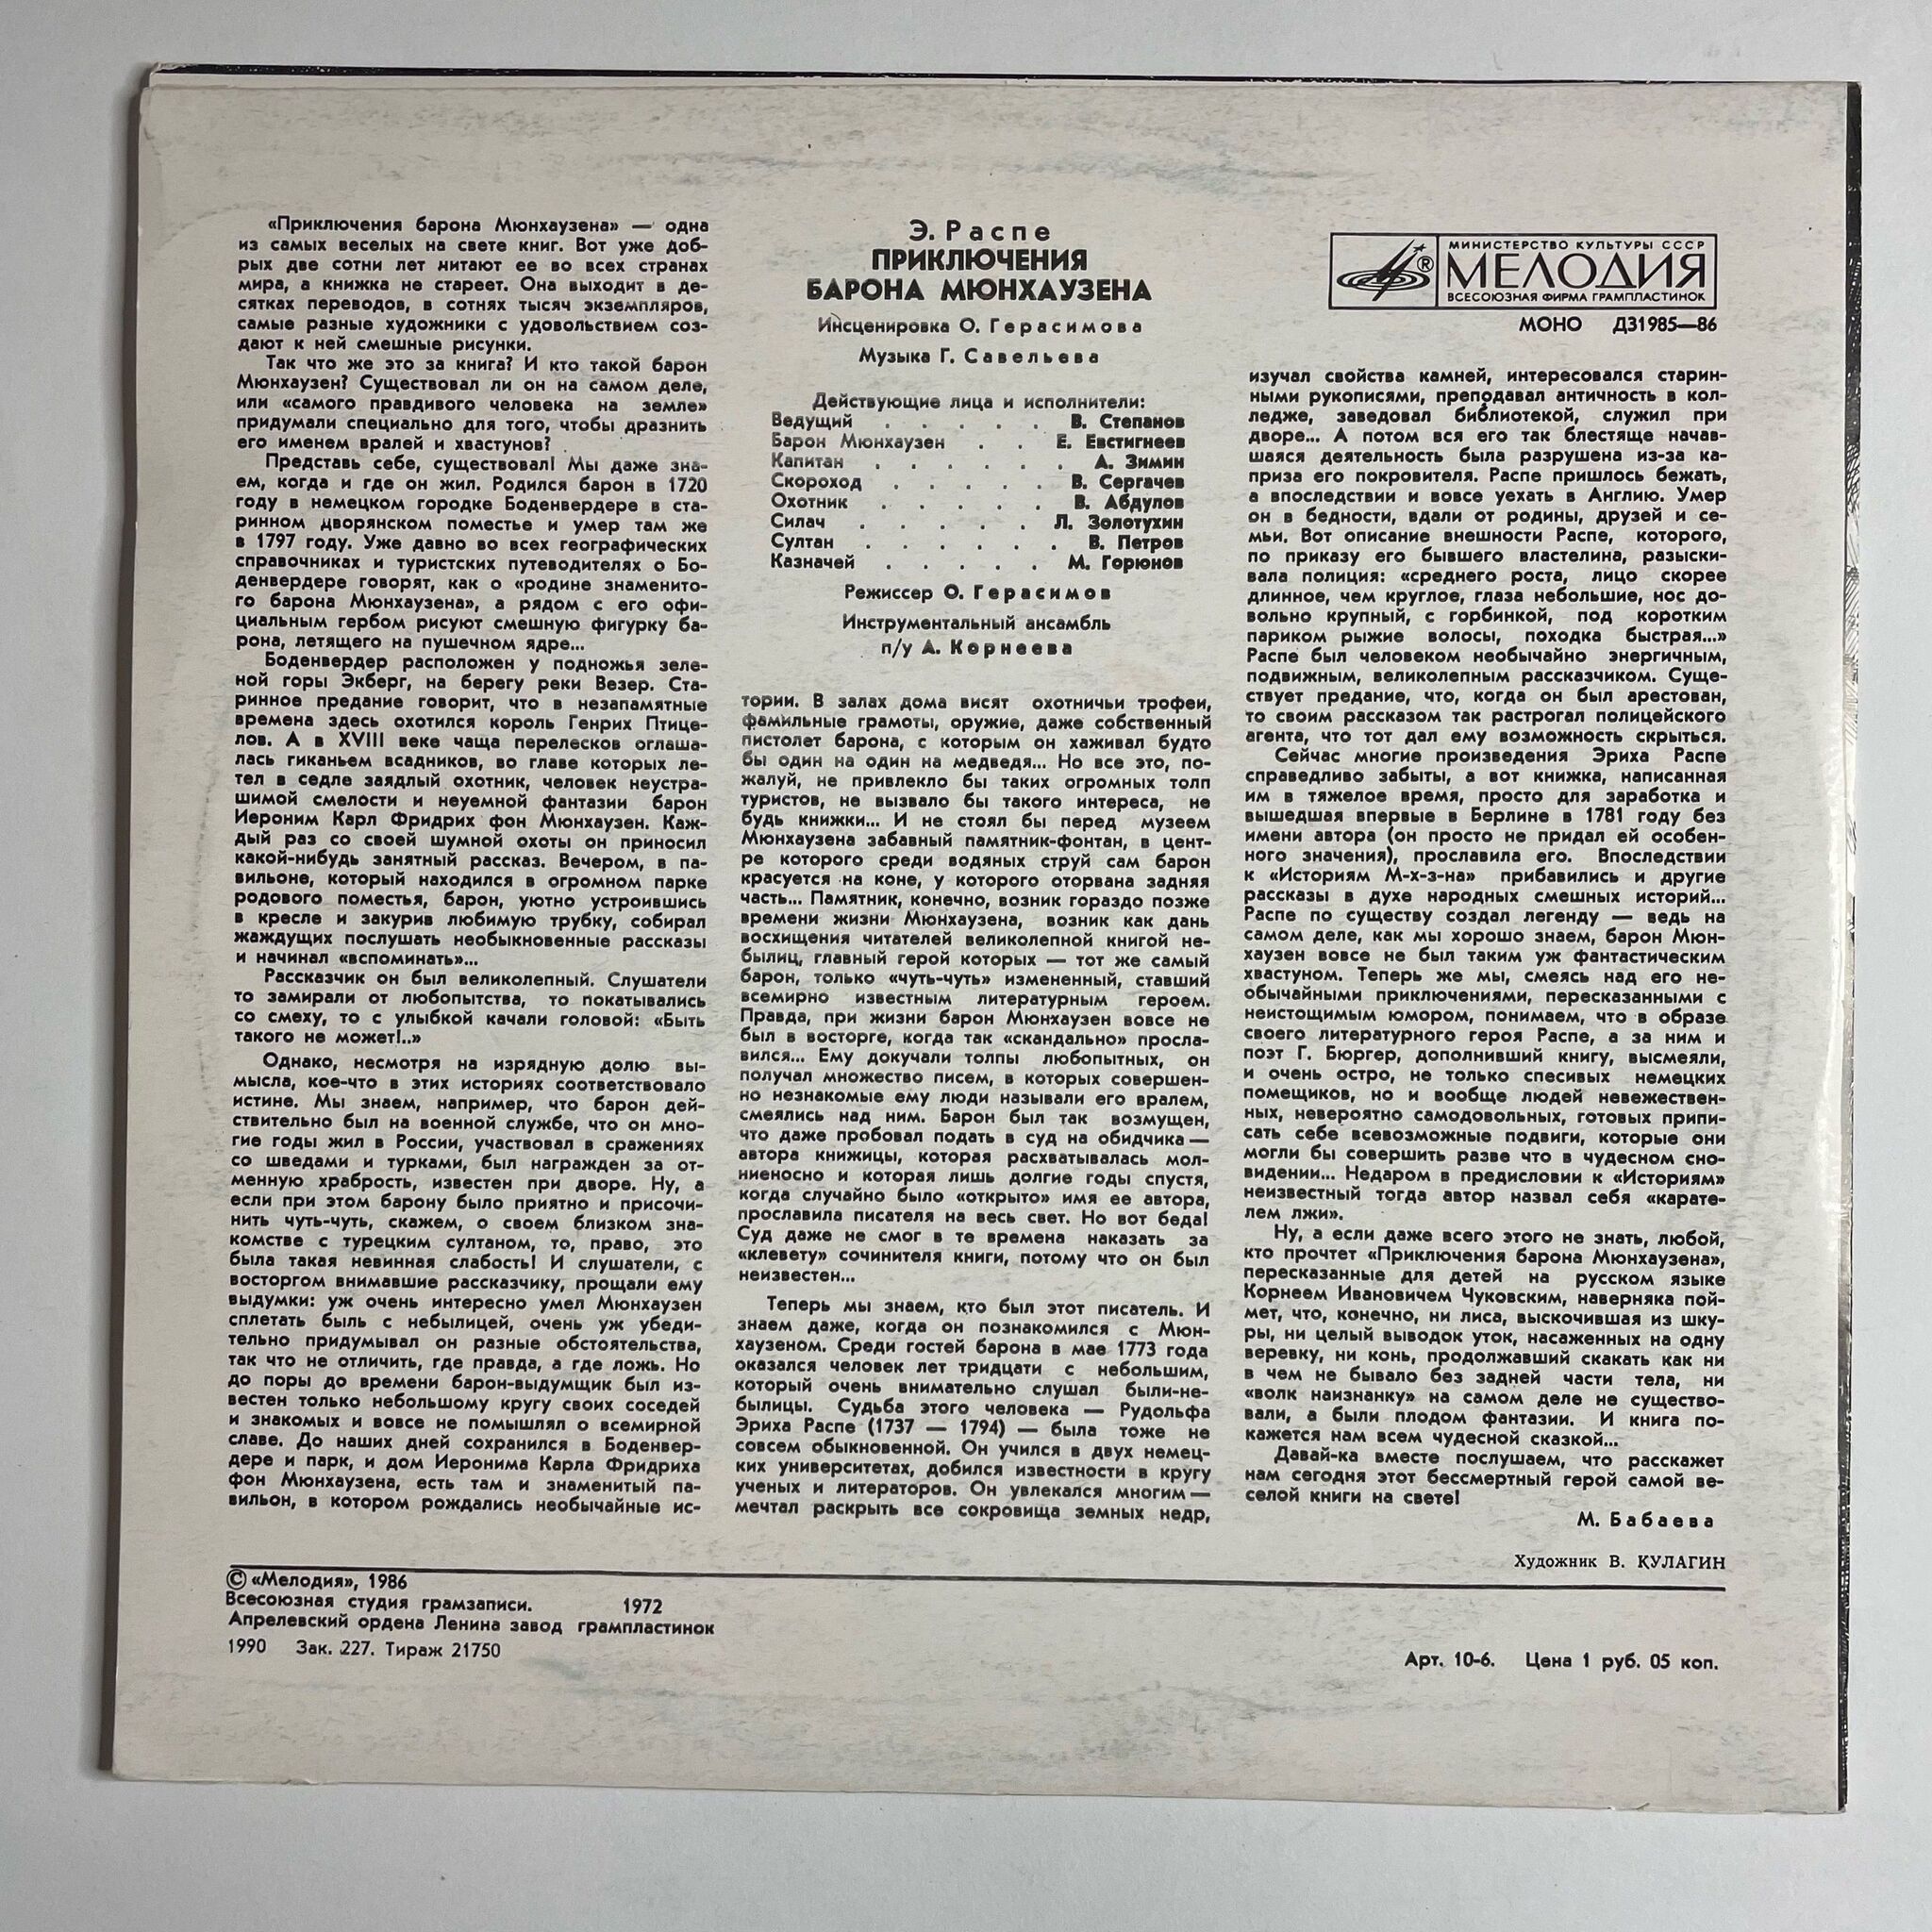 «Приключения барона Мюнхаузена» — одна
из самых веселых на свете книг. Вот уже доб-
рых две сотни лет читают ее во всех странах
мира, а книжка не стареет. Она выходит в де-
сятках переводов, в сотнях тысяч экземпляров,
самые разные художники с удовольствием соз-
дают к ней смешные рисунки.
Так что же это за книга? И кто такой барон
Мюнхаузен? Существовал ли он на самом деле,
или «самого правдивого человека на земле»
придумали специально для того, чтобы дразнить
его именем вралей и хвастунов?
Представь себе, существовал! Мы даже зна-
ем, когда и где он жил. Родился барон в 1720
году в немецком городке Боденвердере в ста-
ринном дворянском поместье и умер там же
в 1797 году. Уже давно во всех географических
справочниках и туристских путеводителях о Бо-
денвердере говорят, как о «родине знаменито-
го барона Мюнхаузена», а рядом с его офи-
циальным гербом рисуют смешную фигурку ба-
рона, летящего на пушечном ядре...
Боденвердер расположен у подножья зеле-
ной горы Экберг, на берегу реки Везер. Ста-
ринное предание говорит, что в незапамятные
времена здесь охотился король Генрих Птице-
лов. А в XVIII веке чаща перелесков оглаша-
лась гиканьем всадников, во главе которых ле-
тел в седле заядлый охотник, человек неустра-
шимой смелости и неуемной фантазии барон
Иероним Карл Фридрих фон Мюнхаузен. Каж-
дый раз со своей шумной охоты он приносил
какой-нибудь занятный рассказ. Вечером, в па-
вильоне, который находился в огромном парке
родового поместья, барон, уютно устроившись
в кресле и закурив любимую трубку, собирал
жаждущих послушать необыкновенные рассказы
и начинал «вспоминать»...
Рассказчик он был великолепный. Слушатели
то замирали от любопытства, то покатывались
со смеху, то с улыбкой качали головой: «Быть
такого не может!..»
Однако, несмотря на изрядную долю вы-
мысла, кое-что в этих историях соответствовало
истине. Мы знаем, например, что барон дей-
ствительно был на военной службе, что он мно-
гие годы жил в России, участвовал в сражениях
со шведами и турками, был награжден за от-
менную храбрость, известен при дворе. Ну, а
если при этом барону было приятно и присочи-
нить чуть-чуть, скажем, о своем близком зна-
комстве с турецким султаном, то, право, это
была такая невинная слабость! И слушатели, с
восторгом внимавшие рассказчику, прощали ему
выдумки: уж очень интересно умел Мюнхаузен
сплетать быль с небылицей, очень уж убеди-
тельно придумывал он разные обстоятельства,
так что не отличить, где правда, а где ложь. Но
до поры до времени барон-выдумщик был из-
вестен только небольшому кругу своих соседей
и знакомых и вовсе не помышлял о всемирной
славе. До наших дней сохранился в Боденвер-
дере и парк, и дом Иеронима Карла Фридриха
фон Мюнхаузена, есть там и знаменитый па-
вильон, в котором рождались необычайные ис-
Э. Распе
ПРИКЛЮЧЕНИЯ
БАРОНА МЮНХАУЗЕНА
Инсценировка О. Герасимова
Музыка Г. Савельева
Действующие лица и исполнители:
Ведущий . . . . . В. Степанов
Барон Мюнхаузен . . Е. Евстигнеев
Капитан . . . . . . А. Зимин
Скороход . . . . . В. Сергачев
Охотник . . . . . В. Абдулов
Силач . . . . . Л. Золотухин
Султан . . . . . . В. Петров
Казначей . . . . . М. Горюнов
Режиссер О. Герасимов
Инструментальный ансамбль
п/у А. Корнеева
тории. В залах дома висят охотничьи трофеи,
фамильные грамоты, оружие, даже собственный
пистолет барона, с которым он хаживал будто
бы один на один на медведя... Но все это, по-
жалуй, не привлекло бы таких огромных толп
туристов, не вызвало бы такого интереса, не
будь книжки... И не стоял бы перед музеем
Мюнхаузена забавный памятник-фонтан, в цент-
ре которого среди водяных струй сам барон
красуется на коне, у которого оторвана задняя
часть... Памятник, конечно, возник гораздо позже
времени жизни Мюнхаузена, возник как дань
восхищения читателей великолепной книгой не-
былиц, главный герой которых — тот же самый
барон, только «чуть-чуть» измененный, ставший
всемирно известным литературным героем.
Правда, при жизни барон Мюнхаузен вовсе не
был в восторге, когда так «скандально» просла-
вился... Ему докучали толпы любопытных, он
получал множество писем, в которых совершен-
но незнакомые ему люди называли его вралем,
смеялись над ним. Барон был так возмущен,
что даже пробовал подать в суд на обидчика —
автора книжицы, которая расхватывалась мол-
ниеносно и которая лишь долгие годы спустя,
когда случайно было «открыто» имя ее автора,
прославила писателя на весь свет. Но вот беда!
Суд даже не смог в те времена наказать за
«клевету» сочинителя книги, потому что он был
неизвестен...
Теперь мы знаем, кто был этот писатель. И
знаем даже, когда он познакомился с Мюн-
хаузеном. Среди гостей барона в мае 1773 года
оказался человек лет тридцати с небольшим,
который очень внимательно слушал были-не-
былицы. Судьба этого человека — Рудольфа
Эриха Распе (1737 — 1794) — была тоже не
совсем обыкновенной. Он учился в двух немец-
ких университетах, добился известности в кругу
ученых и литераторов. Он увлекался многим —
мечтал раскрыть все сокровища земных недр,
МИНИСТЕРСТВО КУЛЬТУРЫ СССР
® МЕЛОДИЯ
ВСЕСОЮЗНАЯ ФИРМА ГРАМПЛАСТИНОК
МОНО Д31985—86
изучал свойства камней, интересовался старин-
ными рукописями, преподавал античность в кол-
ледже, заведовал библиотекой, служил при
дворе... А потом вся его так блестяще начав-
шаяся деятельность была разрушена из-за ка-
приза его покровителя. Распе пришлось бежать,
а впоследствии и вовсе уехать в Англию. Умер
он в бедности, вдали от родины, друзей и се-
мьи. Вот описание внешности Распе, которого,
по приказу его бывшего властелина, разыски-
вала полиция: «среднего роста, лицо скорее
длинное, чем круглое, глаза небольшие, нос до-
вольно крупный, с горбинкой, под коротким
париком рыжие волосы, походка быстрая...»
Распе был человеком необычайно энергичным,
подвижным, великолепным рассказчиком. Суще-
ствует предание, что, когда он был арестован,
то своим рассказом так растрогал полицейского
агента, что тот дал ему возможность скрыться.
Сейчас многие произведения Эриха Распе
справедливо забыты, а вот книжка, написанная
им в тяжелое время, просто для заработка и
вышедшая впервые в Берлине в 1781 году без
имени автора (он просто не придал ей особен-
ного значения), прославила его. Впоследствии
к «Историям М-х-з-на» прибавились и другие
рассказы в духе народных смешных историй...
Распе по существу создал легенду — ведь на
самом деле, как мы хорошо знаем, барон Мюн-
хаузен вовсе не был таким уж фантастическим
хвастуном. Теперь же мы, смеясь над его не-
обычайными приключениями, пересказанными с
неистощимым юмором, понимаем, что в образе
своего литературного героя Распе, а за ним и
поэт Г. Бюргер, дополнивший книгу, высмеяли,
и очень остро, не только спесивых немецких
помещиков, но и вообще людей невежествен-
ных, невероятно самодовольных, готовых припи-
сать себе всевозможные подвиги, которые они
могли бы совершить разве что в чудесном сно-
видении... Недаром в предисловии к «Историям»
неизвестный тогда автор назвал себя «карате-
лем лжи».
Ну, а если даже всего этого не знать, любой,
кто прочтет «Приключения барона Мюнхаузена»,
пересказанные для детей на русском языке
Корнеем Ивановичем Чуковским, наверняка пой-
мет, что, конечно, ни лиса, выскочившая из шку-
ры, ни целый выводок уток, насаженных на одну
веревку, ни конь, продолжавший скакать как ни
в чем не бывало без задней части тела, ни
«волк наизнанку» на самом деле не существо-
вали, а были плодом фантазии. И книга по-
кажется нам всем чудесной сказкой...
Давай-ка вместе послушаем, что расскажет
нам сегодня этот бессмертный герой самой ве-
селой книги на свете!
М. Бабаева
Художник В. КУЛАГИН
© «Мелодия», 1986
Всесоюзная студия грамзаписи. 1972
Апрелевский ордена Ленина завод грампластинок
1990 Зак. 227. Тираж 21750
Арт. 10-6. Цена 1 руб. 05 коп.